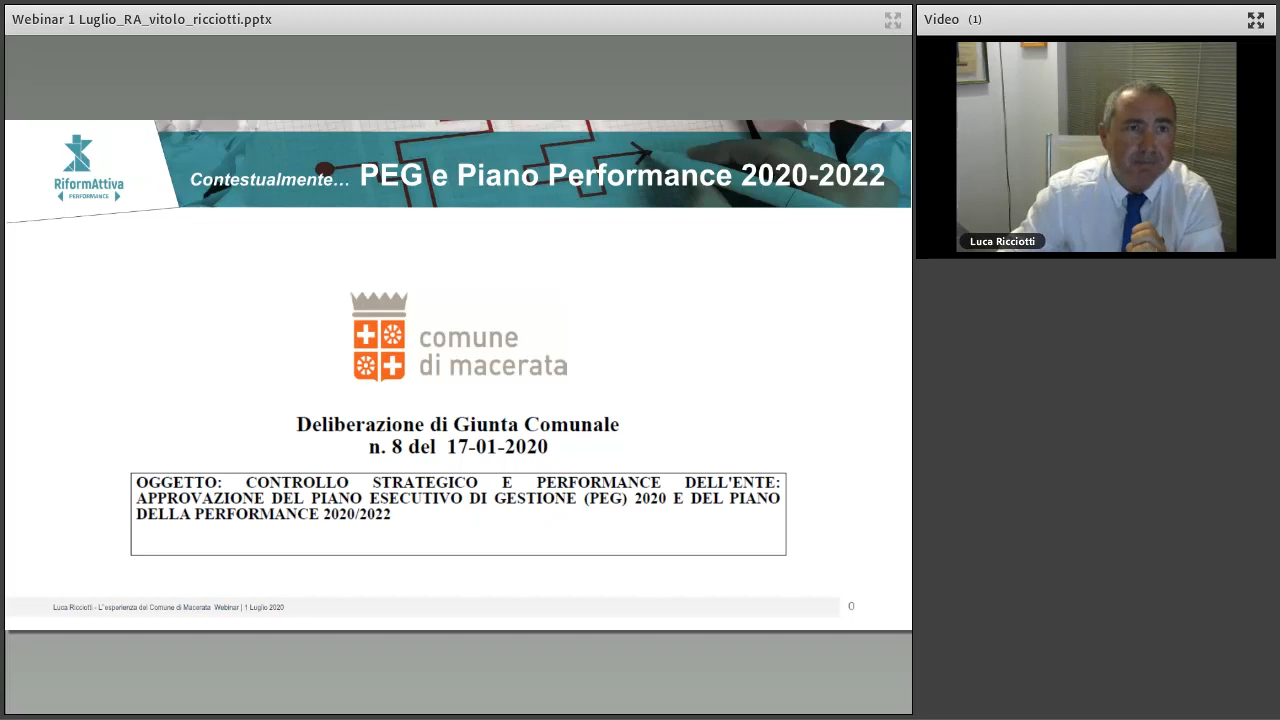 Webinar 1 Luglio_RA_vitolo_ricciotti.pptx
Video (1)
RiformAttiva
PERFORMANCE
Contestualmente... PEG e Piano Performance 2020-2022
Luca Ricciotti
comune
di macerata
Deliberazione di Giunta Comunale
n. 8 del 17-01-2020
OGGETTO: CONTROLLO STRATEGICO E PERFORMANCE DELL'ENTE:
APPROVAZIONE DEL PIANO ESECUTIVO DI GESTIONE (PEG) 2020 E DEL PIANO
DELLA PERFORMANCE 2020/2022
Luca Ricciotti - L'esperienza del Comune di Macerata Webinar | 1 Luglio 2020
0